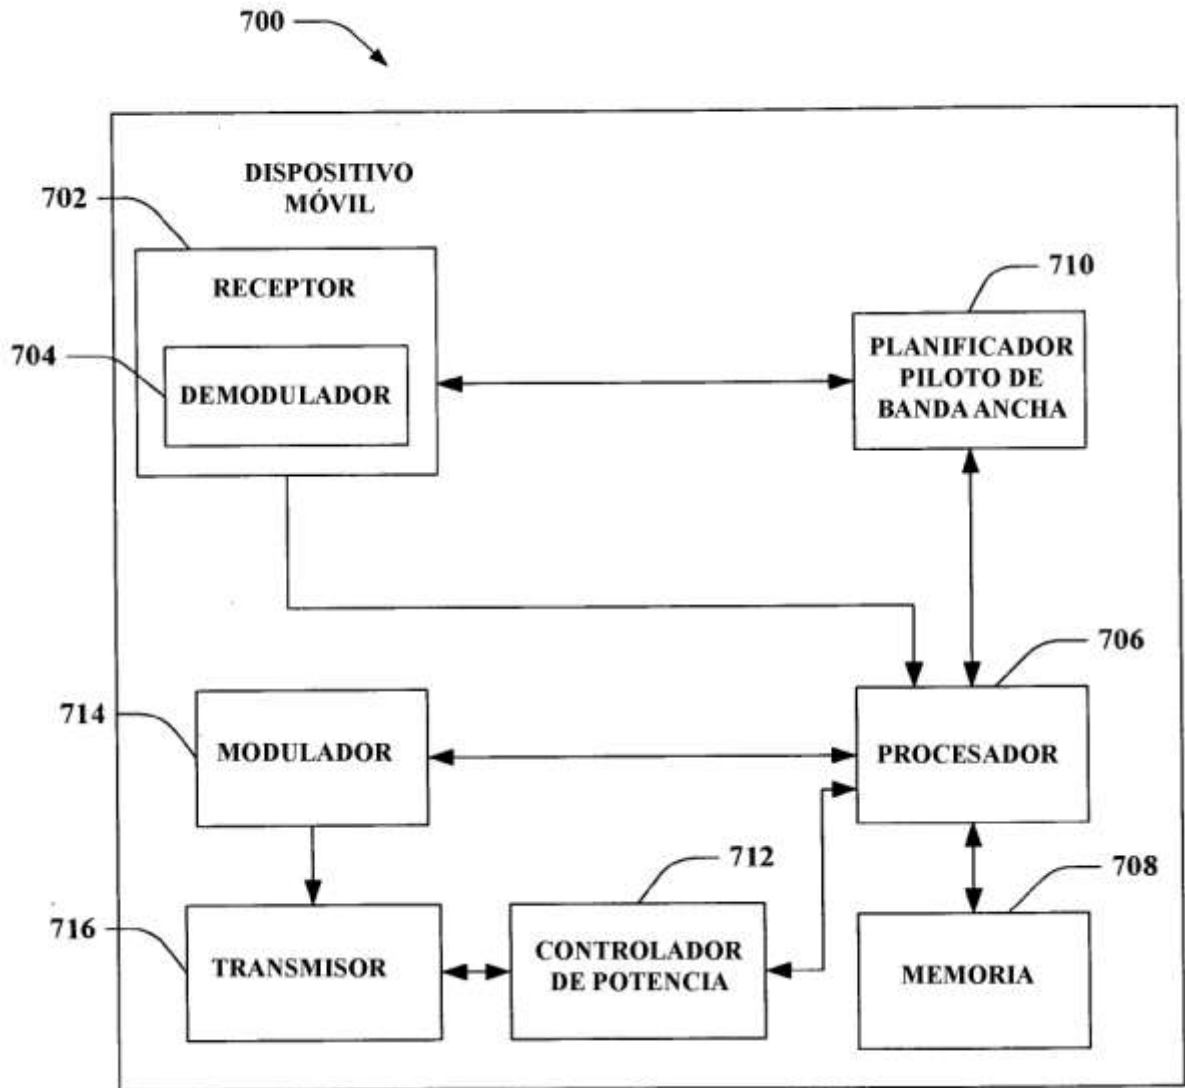 700
DISPOSITIVO
MÓVIL
702
RECEPTOR
704
DEMODULADOR
710
PLANIFICADOR
PILOTO DE
BANDA ANCHA
706
PROCESADOR
714
MODULADOR
712
CONTROLADOR
DE POTENCIA
708
MEMORIA
716
TRANSMISOR